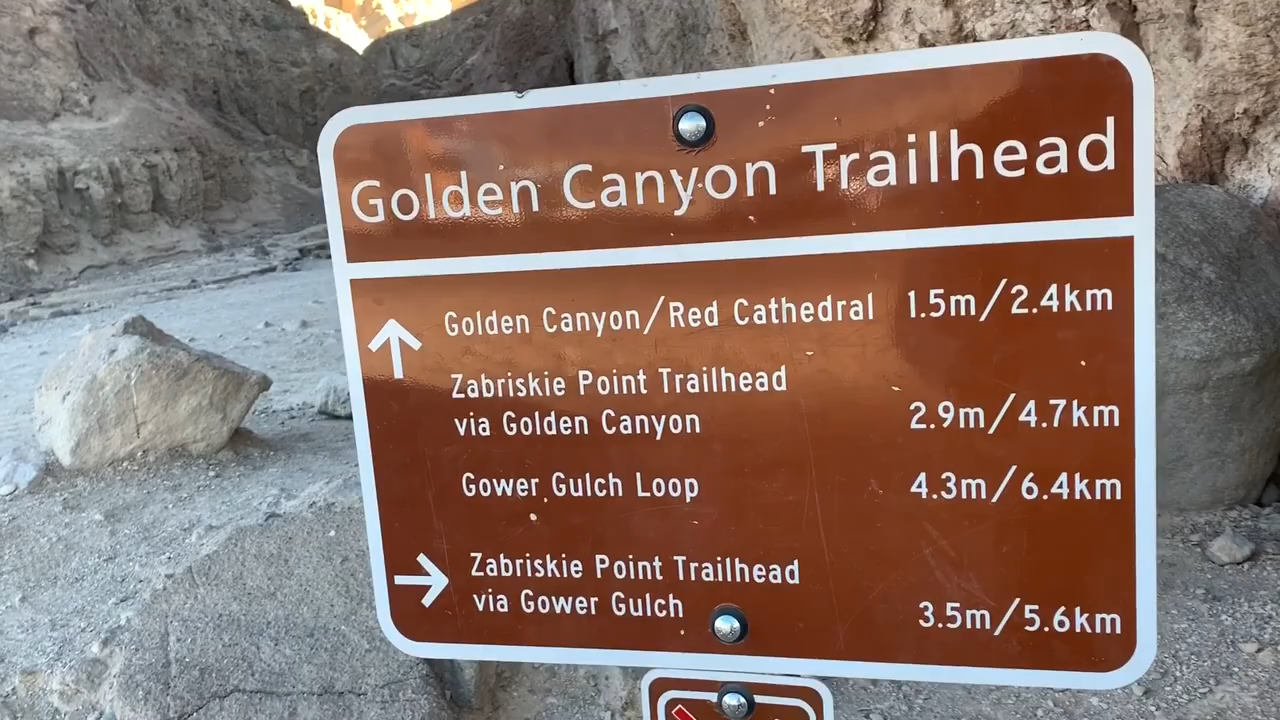 Golden Canyon Trailhead
Golden Canyon/Red Cathedral 1.5m/2.4km
Zabriskie Point Trailhead
via Golden Canyon 2.9m/4.7km
Gower Gulch Loop 4.3m/6.4km
Zabriskie Point Trailhead
via Gower Gulch 3.5m/5.6km